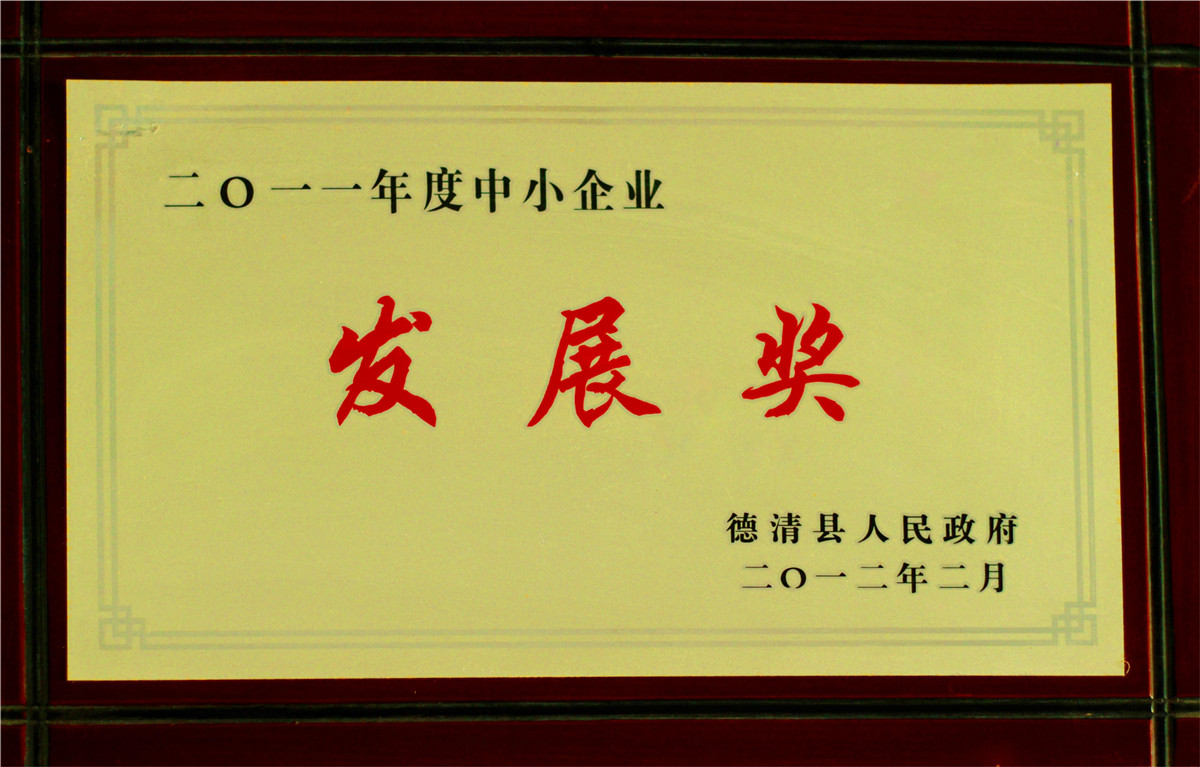 二〇一一年度中小企业
发展奖
德清县人民政府
二〇一二年二月